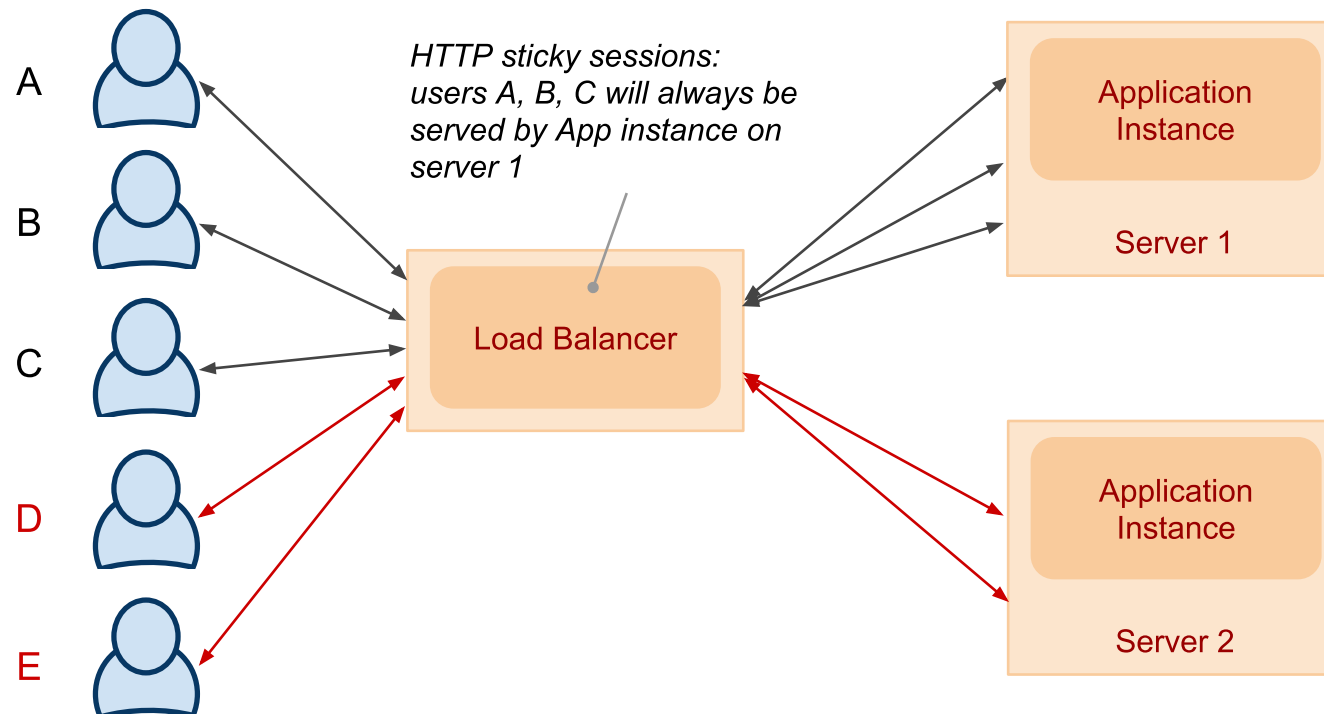 A
HTTP sticky sessions:
users A, B, C will always be
served by App instance on
server 1
Application
Instance
Server 1
B
C
Load Balancer
D
Application
Instance
Server 2
E